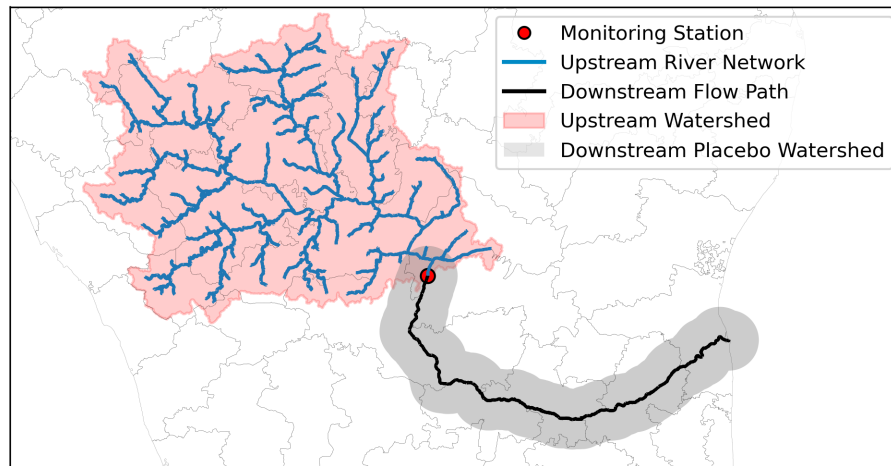 Monitoring Station
Upstream River Network
Downstream Flow Path
Upstream Watershed
Downstream Placebo Watershed